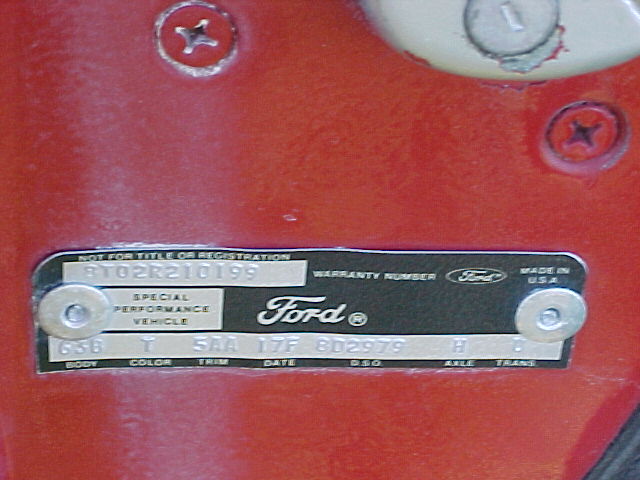 NOT FOR TITLE OR REGISTRATION
8T02R210199 WARRANTY NUMBER Ford MADE IN U.S.A
SPECIAL PERFORMANCE VEHICLE
Ford ®
T 5AA 17F 8D2979 H
BODY COLOR TRIM DATE D.S.O. AXLE TRANS